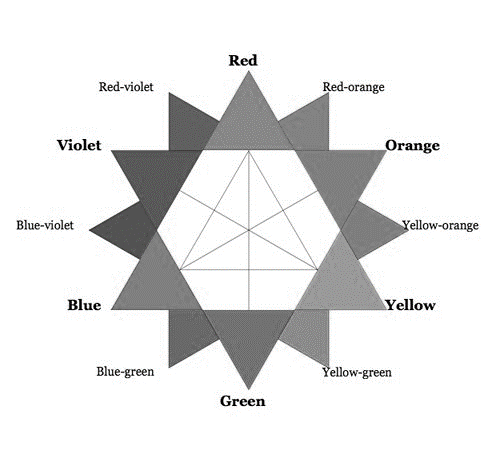 Red
Red-violet
Red-orange
Violet
Orange
Blue-violet
Yellow-orange
Blue
Yellow
Blue-green
Yellow-green
Green